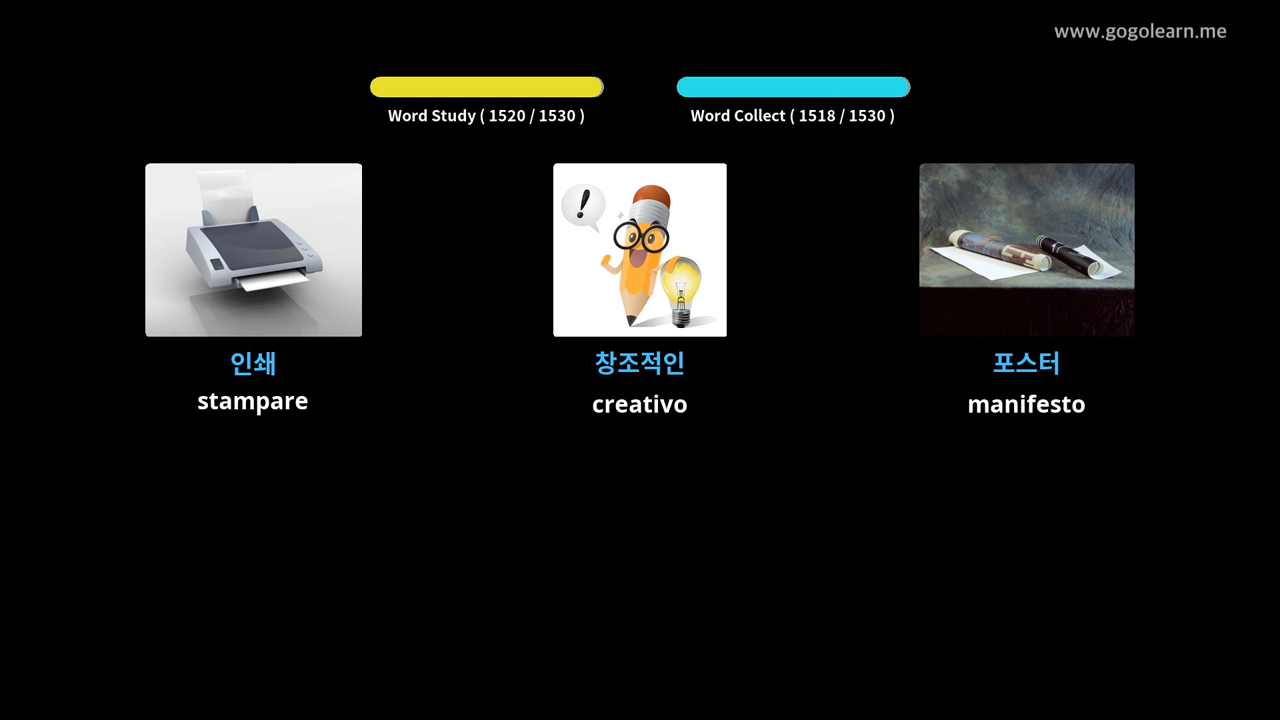 www.gogolearn.me
Word Study ( 1520 / 1530 )
Word Collect ( 1518 / 1530 )
인쇄
stampare
창조적인
creativo
포스터
manifesto